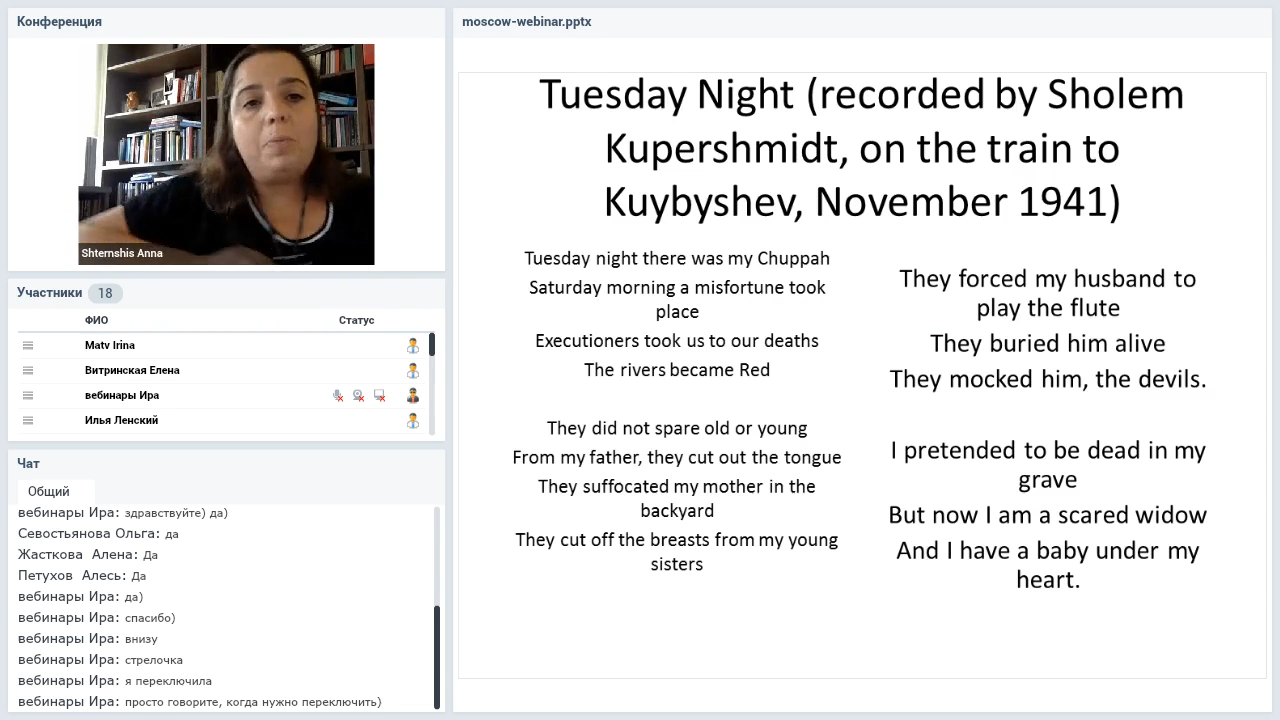 Конференция
Shternshis Anna
Участники 18
ФИО Статус
Matv Irina
Витринская Елена
вебинары Ира
Илья Ленский
Чат
Общий
вебинары Ира: здравствуйте) да)
Севостьянова Ольга: да
Жасткова Алена: Да
Петухов Алесь: Да
вебинары Ира: да)
вебинары Ира: спасибо)
вебинары Ира: внизу
вебинары Ира: стрелочка
вебинары Ира: я переключила
вебинары Ира: просто говорите, когда нужно переключить)
moscow-webinar.pptx
Tuesday Night (recorded by Sholem
Kupershmidt, on the train to
Kuybyshev, November 1941)
Tuesday night there was my Chuppah
Saturday morning a misfortune took
place
Executioners took us to our deaths
The rivers became Red
They did not spare old or young
From my father, they cut out the tongue
They suffocated my mother in the
backyard
They cut off the breasts from my young
sisters
They forced my husband to
play the flute
They buried him alive
They mocked him, the devils.
I pretended to be dead in my
grave
But now I am a scared widow
And I have a baby under my
heart.